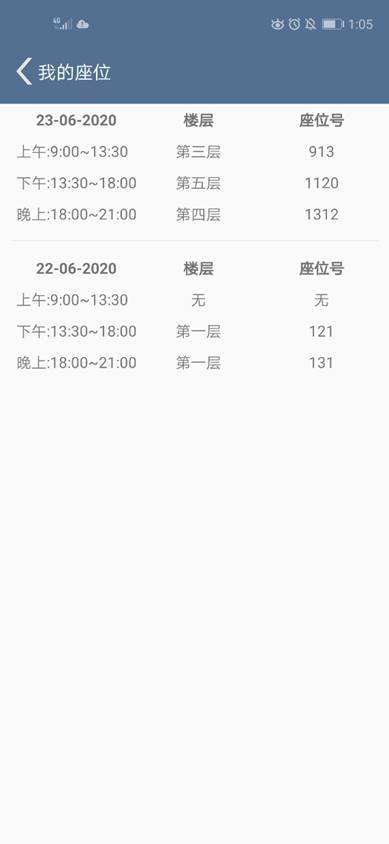 4G 1:05
我的座位
23-06-2020 楼层 座位号
上午:9:00~13:30 第三层 913
下午:13:30~18:00 第五层 1120
晚上:18:00~21:00 第四层 1312
22-06-2020 楼层 座位号
上午:9:00~13:30 无 无
下午:13:30~18:00 第一层 121
晚上:18:00~21:00 第一层 131